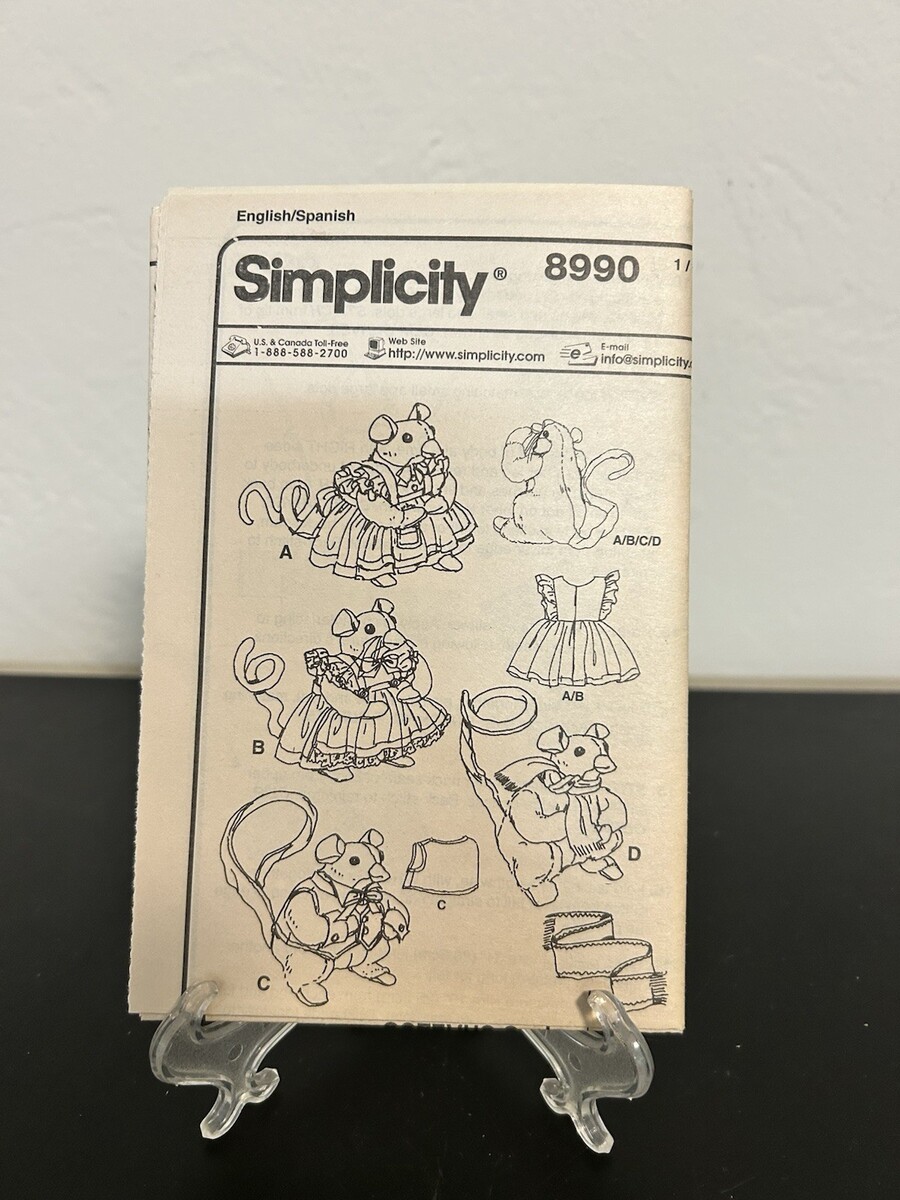 English/Spanish
Simplicity® 8990 1/
U.S. & Canada Toll-Free
1-888-588-2700
Web Site
http://www.simplicity.com
E-mail
info@simplicity.
A
A/B/C/D
A/B
B
D
C
C